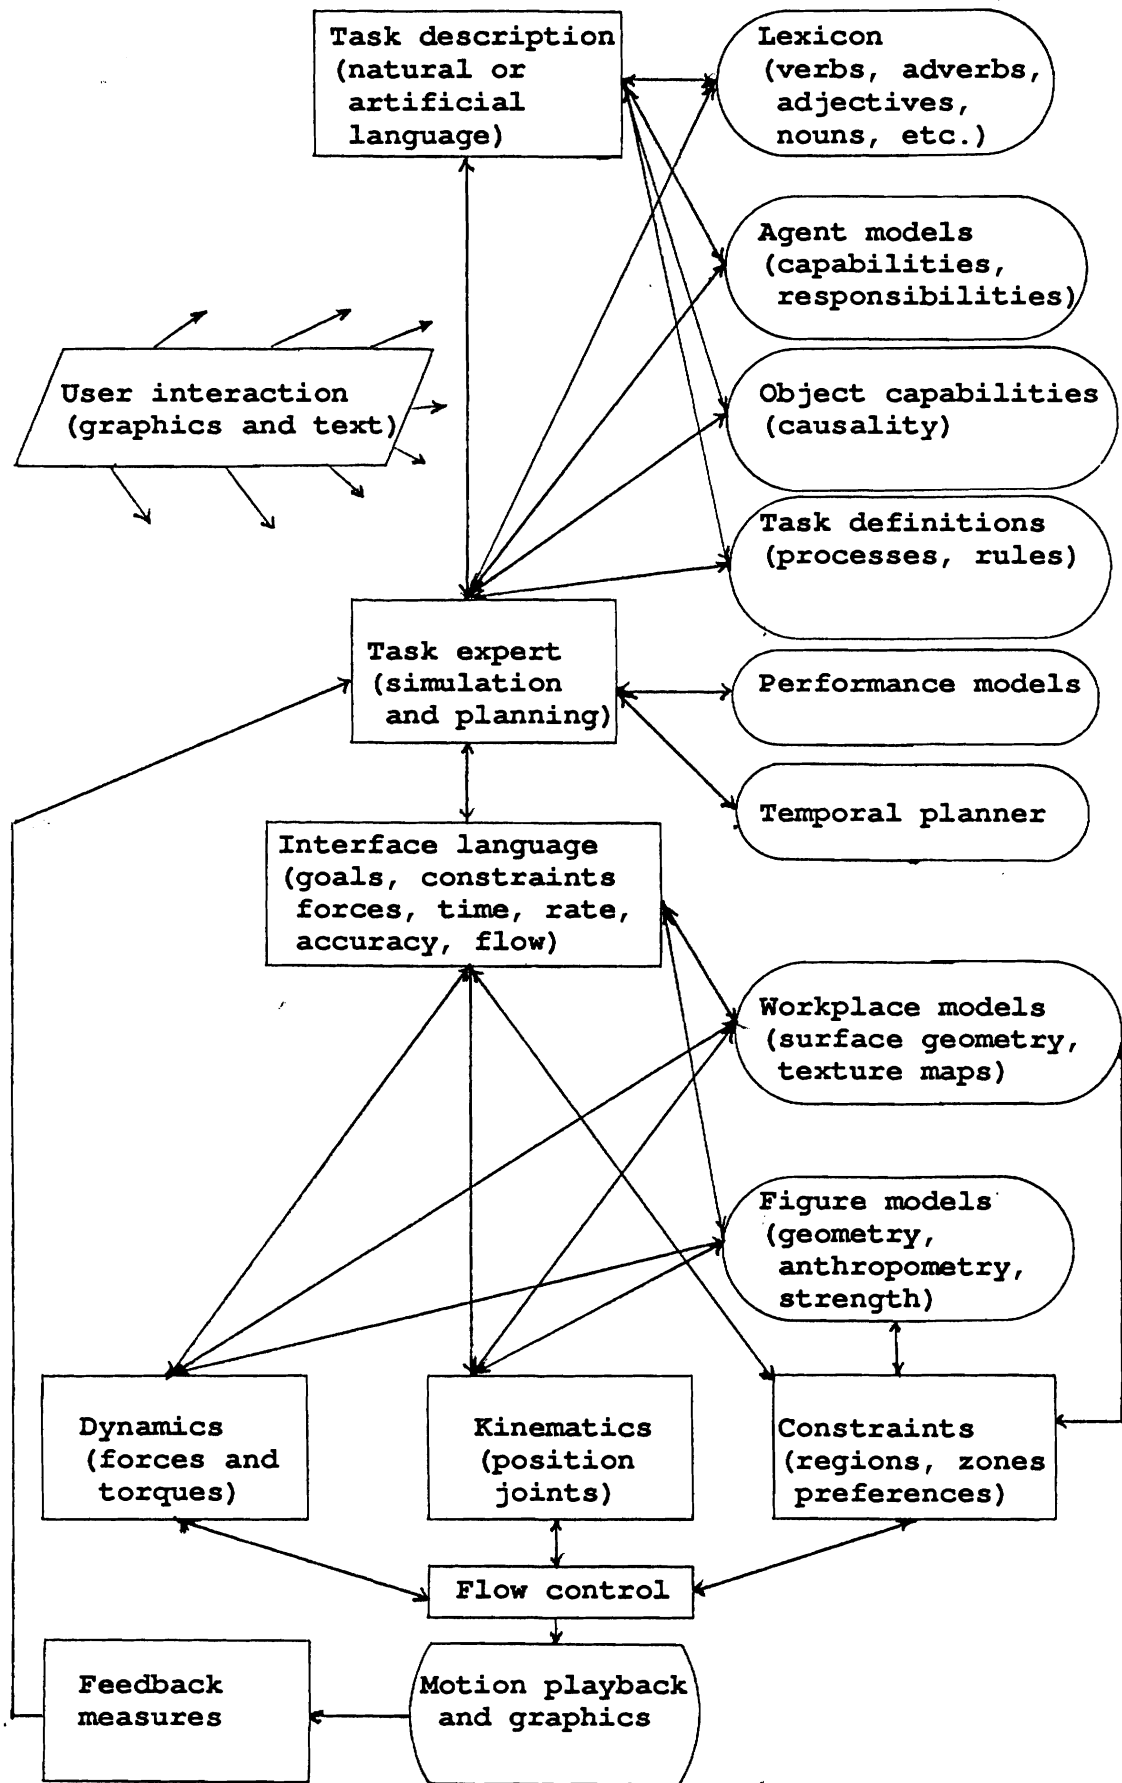 Task description
(natural or
artificial
language)
Lexicon
(verbs, adverbs,
adjectives,
nouns, etc.)
Agent models
(capabilities,
responsibilities)
User interaction
(graphics and text)
Object capabilities
(causality)
Task definitions
(processes, rules)
Task expert
(simulation
and planning)
Performance models
Temporal planner
Interface language
(goals, constraints
forces, time, rate,
accuracy, flow)
Workplace models
(surface geometry,
texture maps)
Figure models
(geometry,
anthropometry,
strength)
Dynamics
(forces and
torques)
Kinematics
(position
joints)
Constraints
(regions, zones
preferences)
Flow control
Feedback
measures
Motion playback
and graphics